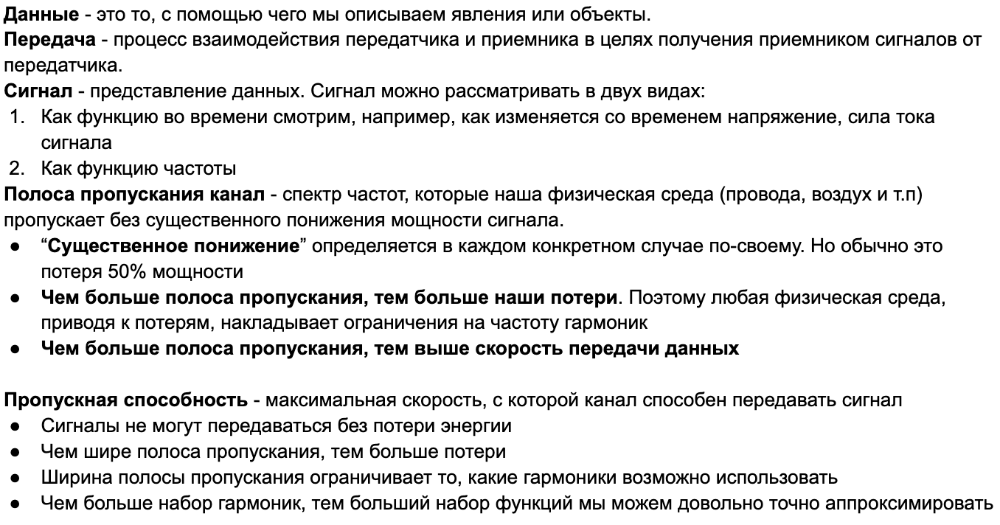 Данные - это то, с помощью чего мы описываем явления или объекты.
Передача - процесс взаимодействия передатчика и приемника в целях получения приемником сигналов от
передатчика.
Сигнал - представление данных. Сигнал можно рассматривать в двух видах:
1. Как функцию во времени смотрим, например, как изменяется со временем напряжение, сила тока
сигнала
2. Как функцию частоты
Полоса пропускания канал - спектр частот, которые наша физическая среда (провода, воздух и т.п)
пропускает без существенного понижения мощности сигнала.
● “Существенное понижение” определяется в каждом конкретном случае по-своему. Но обычно это
потеря 50% мощности
● Чем больше полоса пропускания, тем больше наши потери. Поэтому любая физическая среда,
приводя к потерям, накладывает ограничения на частоту гармоник
● Чем больше полоса пропускания, тем выше скорость передачи данных
Пропускная способность - максимальная скорость, с которой канал способен передавать сигнал
● Сигналы не могут передаваться без потери энергии
● Чем шире полоса пропускания, тем больше потери
● Ширина полосы пропускания ограничивает то, какие гармоники возможно использовать
● Чем больше набор гармоник, тем больший набор функций мы можем довольно точно аппроксимировать